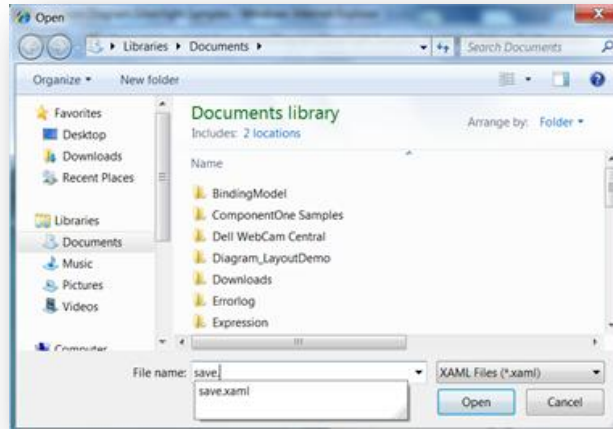 Open
Libraries Documents
Search Documents
Organize New folder
Favorites
Desktop
Downloads
Recent Places
Libraries
Documents
Music
Pictures
Videos
Computer
Documents library
Includes: 2 locations
Arrange by: Folder
Name
BindingModel
ComponentOne Samples
Dell WebCam Central
Diagram_LayoutDemo
Downloads
Errorlog
Expression
File name: save.
XAML Files (*.xaml)
save.xaml
Open Cancel